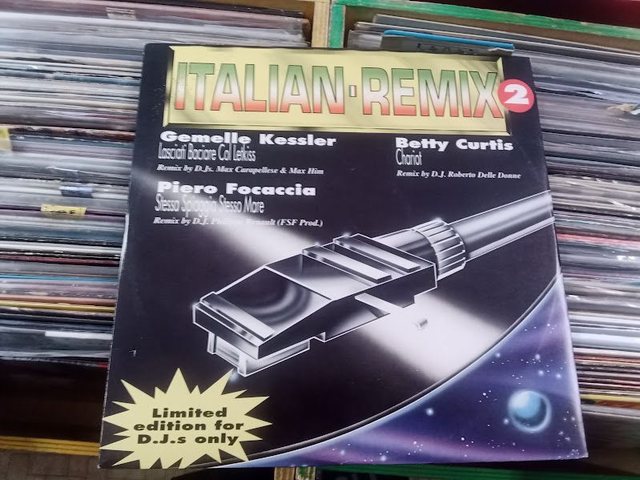 ITALIAN-REMIX 2
Gemelle Kessler
Lasciati Baciare Col Letkiss
Remix by D.Js. Max Carapellese & Max Him
Betty Curtis
Chariot
Remix by D.J. Roberto Delle Donne
Piero Focaccia
Stessa Spiaggia Stesso Mare
Remix by D.J. (FSF Prod.)
Limited
edition for
D.J.s only